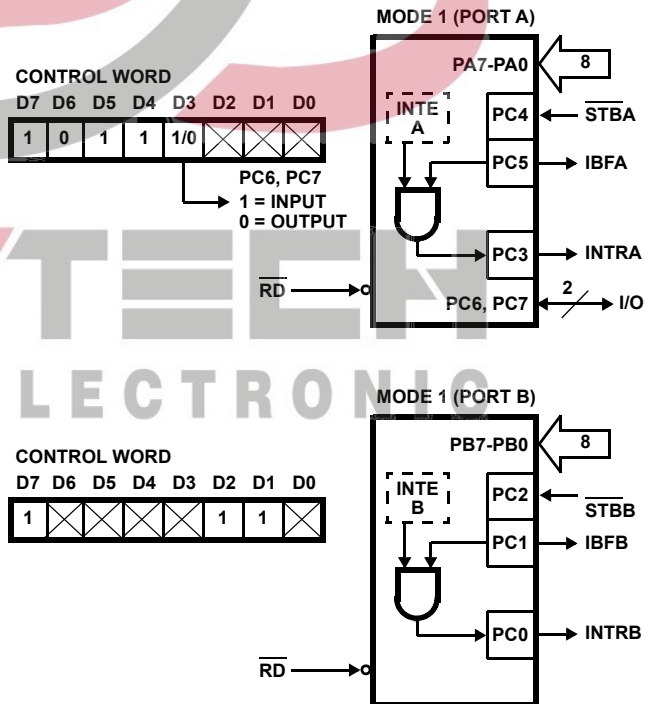 MODE 1 (PORT A)
CONTROL WORD
D7 D6 D5 D4 D3 D2 D1 D0
1 0 1 1 1/0
PC6, PC7
1 = INPUT
0 = OUTPUT
PA7-PA0
8
INTE
A
PC4
STBA
PC5
IBFA
PC3
INTRA
RD
PC6, PC7
2
I/O
TECH
LECTRONIC
MODE 1 (PORT B)
CONTROL WORD
D7 D6 D5 D4 D3 D2 D1 D0
1 1 1
PB7-PB0
8
INTE
B
PC2
STBB
PC1
IBFB
PC0
INTRB
RD